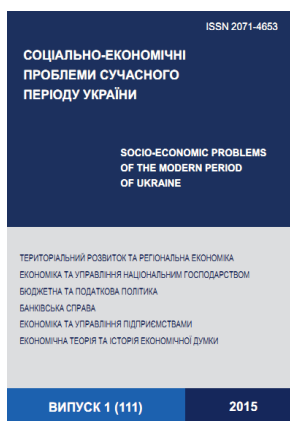 ISSN 2071-4653
СОЦІАЛЬНО-ЕКОНОМІЧНІ
ПРОБЛЕМИ СУЧАСНОГО
ПЕРІОДУ УКРАЇНИ
SOCIO-ECONOMIC PROBLEMS
OF THE MODERN PERIOD
OF UKRAINE
ТЕРИТОРІАЛЬНИЙ РОЗВИТОК ТА РЕГІОНАЛЬНА ЕКОНОМІКА
ЕКОНОМІКА ТА УПРАВЛІННЯ НАЦІОНАЛЬНИМ ГОСПОДАРСТВОМ
БЮДЖЕТНА ТА ПОДАТКОВА ПОЛІТИКА
БАНКІВСЬКА СПРАВА
ЕКОНОМІКА ТА УПРАВЛІННЯ ПІДПРИЄМСТВАМИ
ЕКОНОМІЧНА ТЕОРІЯ ТА ІСТОРІЯ ЕКОНОМІЧНОЇ ДУМКИ
ВИПУСК 1 (111) 2015